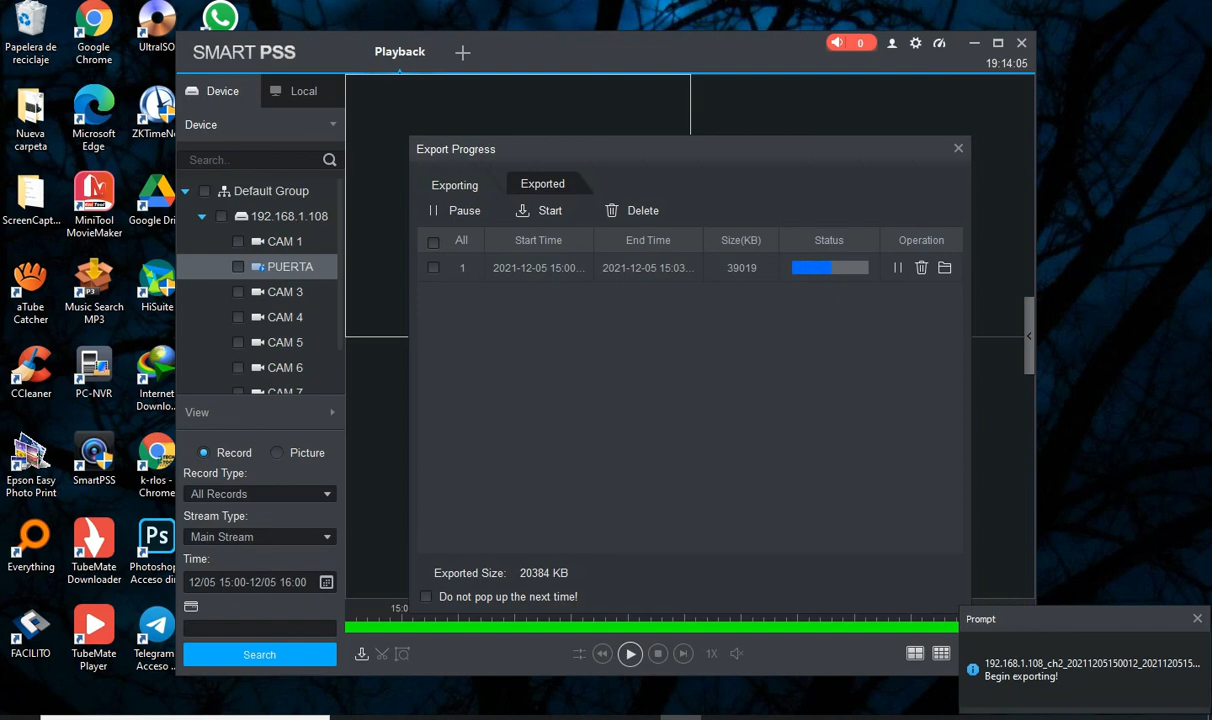 Papelera de
reciclaje
Google
Chrome
UltraISO
Nueva
carpeta
Microsoft
Edge
ZKTimeNe
ScreenCapt...
MiniTool
MovieMaker
Google Dri
aTube
Catcher
Music Search
MP3
HiSuite
CCleaner
PC-NVR
Internet
Downlo...
Epson Easy
Photo Print
SmartPSS
k-rlos -
Chrome
Everything
TubeMate
Downloader
Ps
Photoshop
Acceso di
FACILITO
TubeMate
Player
Telegram
Acceso ...
SMART PSS
Playback
0
19:14:05
Device
Local
Device
Search..
Default Group
192.168.1.108
CAM 1
PUERTA
CAM 3
CAM 4
CAM 5
CAM 6
CAM 7
View
Record
Picture
Record Type:
All Records
Stream Type:
Main Stream
Time:
12/05 15:00-12/05 16:00
Search
Export Progress
Exporting
Exported
Pause
Start
Delete
All
Start Time
End Time
Size(KB)
Status
Operation
1
2021-12-05 15:00...
2021-12-05 15:03...
39019
Exported Size:
20384 KB
Do not pop up the next time!
15:0
1X
Prompt
192.168.1.108_ch2_20211205150012_202112051​5...
Begin exporting!